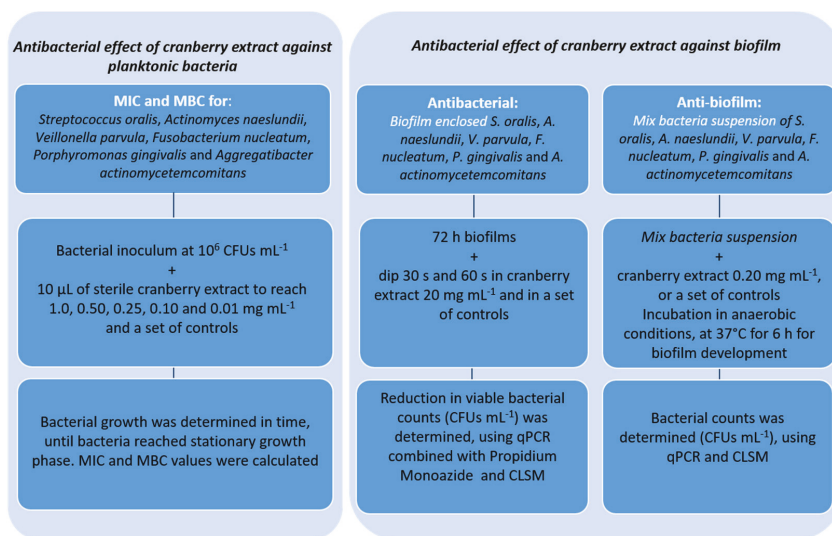 Antibacterial effect of cranberry extract against
planktonic bacteria
MIC and MBC for:
Streptococcus oralis, Actinomyces naeslundii,
Veillonella parvula, Fusobacterium nucleatum,
Porphyromonas gingivalis and Aggregatibacter
actinomycetemcomitans
Bacterial inoculum at 10⁶ CFUs mL⁻¹
+
10 µL of sterile cranberry extract to reach
1.0, 0.50, 0.25, 0.10 and 0.01 mg mL⁻¹
and a set of controls
Bacterial growth was determined in time,
until bacteria reached stationary growth
phase. MIC and MBC values were calculated
Antibacterial effect of cranberry extract against biofilm
Antibacterial:
Biofilm enclosed S. oralis, A.
naeslundii, V. parvula, F.
nucleatum, P. gingivalis and A.
actinomycetemcomitans
72 h biofilms
+
dip 30 s and 60 s in cranberry
extract 20 mg mL⁻¹ and in a set
of controls
Reduction in viable bacterial
counts (CFUs mL⁻¹) was
determined, using qPCR
combined with Propidium
Monoazide and CLSM
Anti-biofilm:
Mix bacteria suspension of S.
oralis, A. naeslundii, V. parvula, F.
nucleatum, P. gingivalis and A.
actinomycetemcomitans
Mix bacteria suspension
+
cranberry extract 0.20 mg mL⁻¹,
or a set of controls
Incubation in anaerobic
conditions, at 37°C for 6 h for
biofilm development
Bacterial counts was
determined (CFUs mL⁻¹), using
qPCR and CLSM